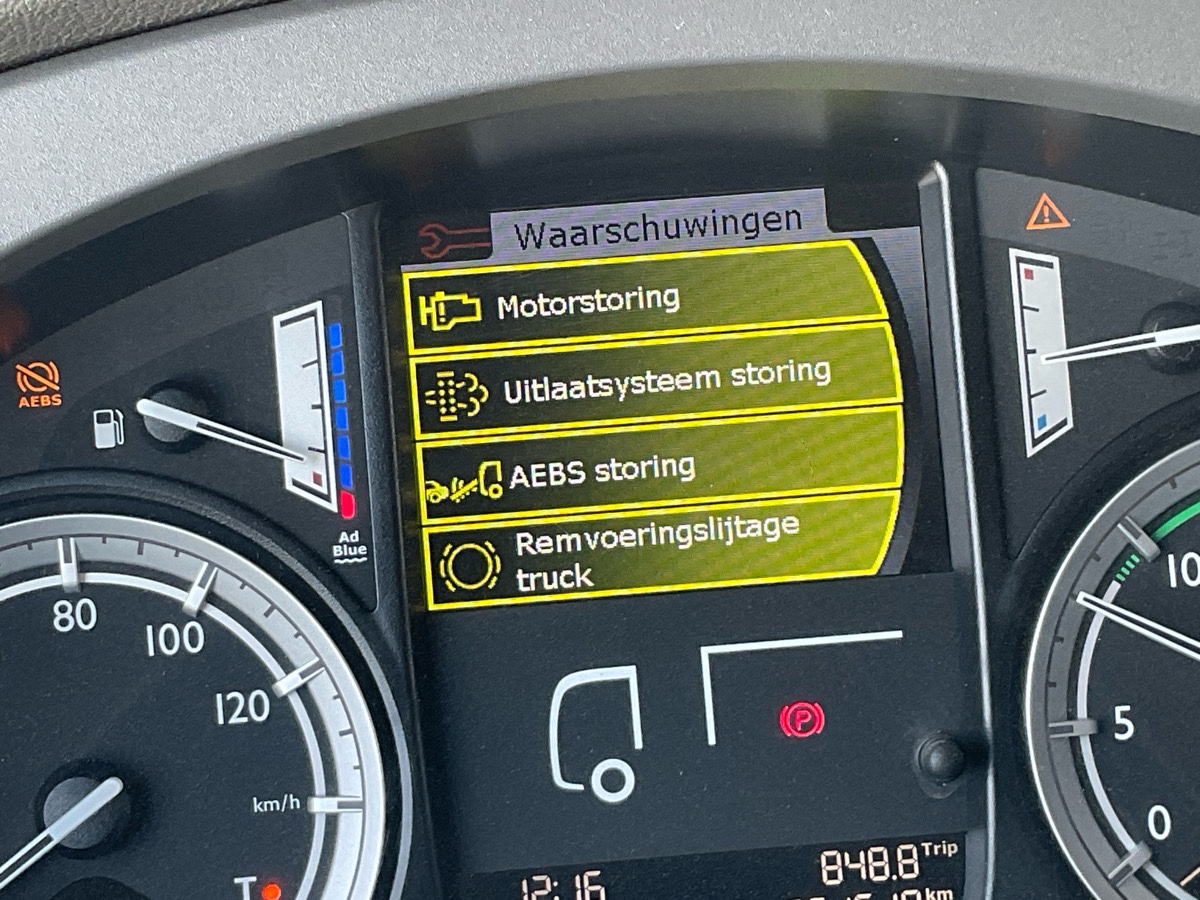 Waarschuwingen
Motorstoring
Uitlaatsysteem storing
AEBS storing
Remvoeringslijtage
truck
AEBS
Ad
Blue
80
100
120
km/h
10
5
0
P
T
848.8 Trip
12:16
km